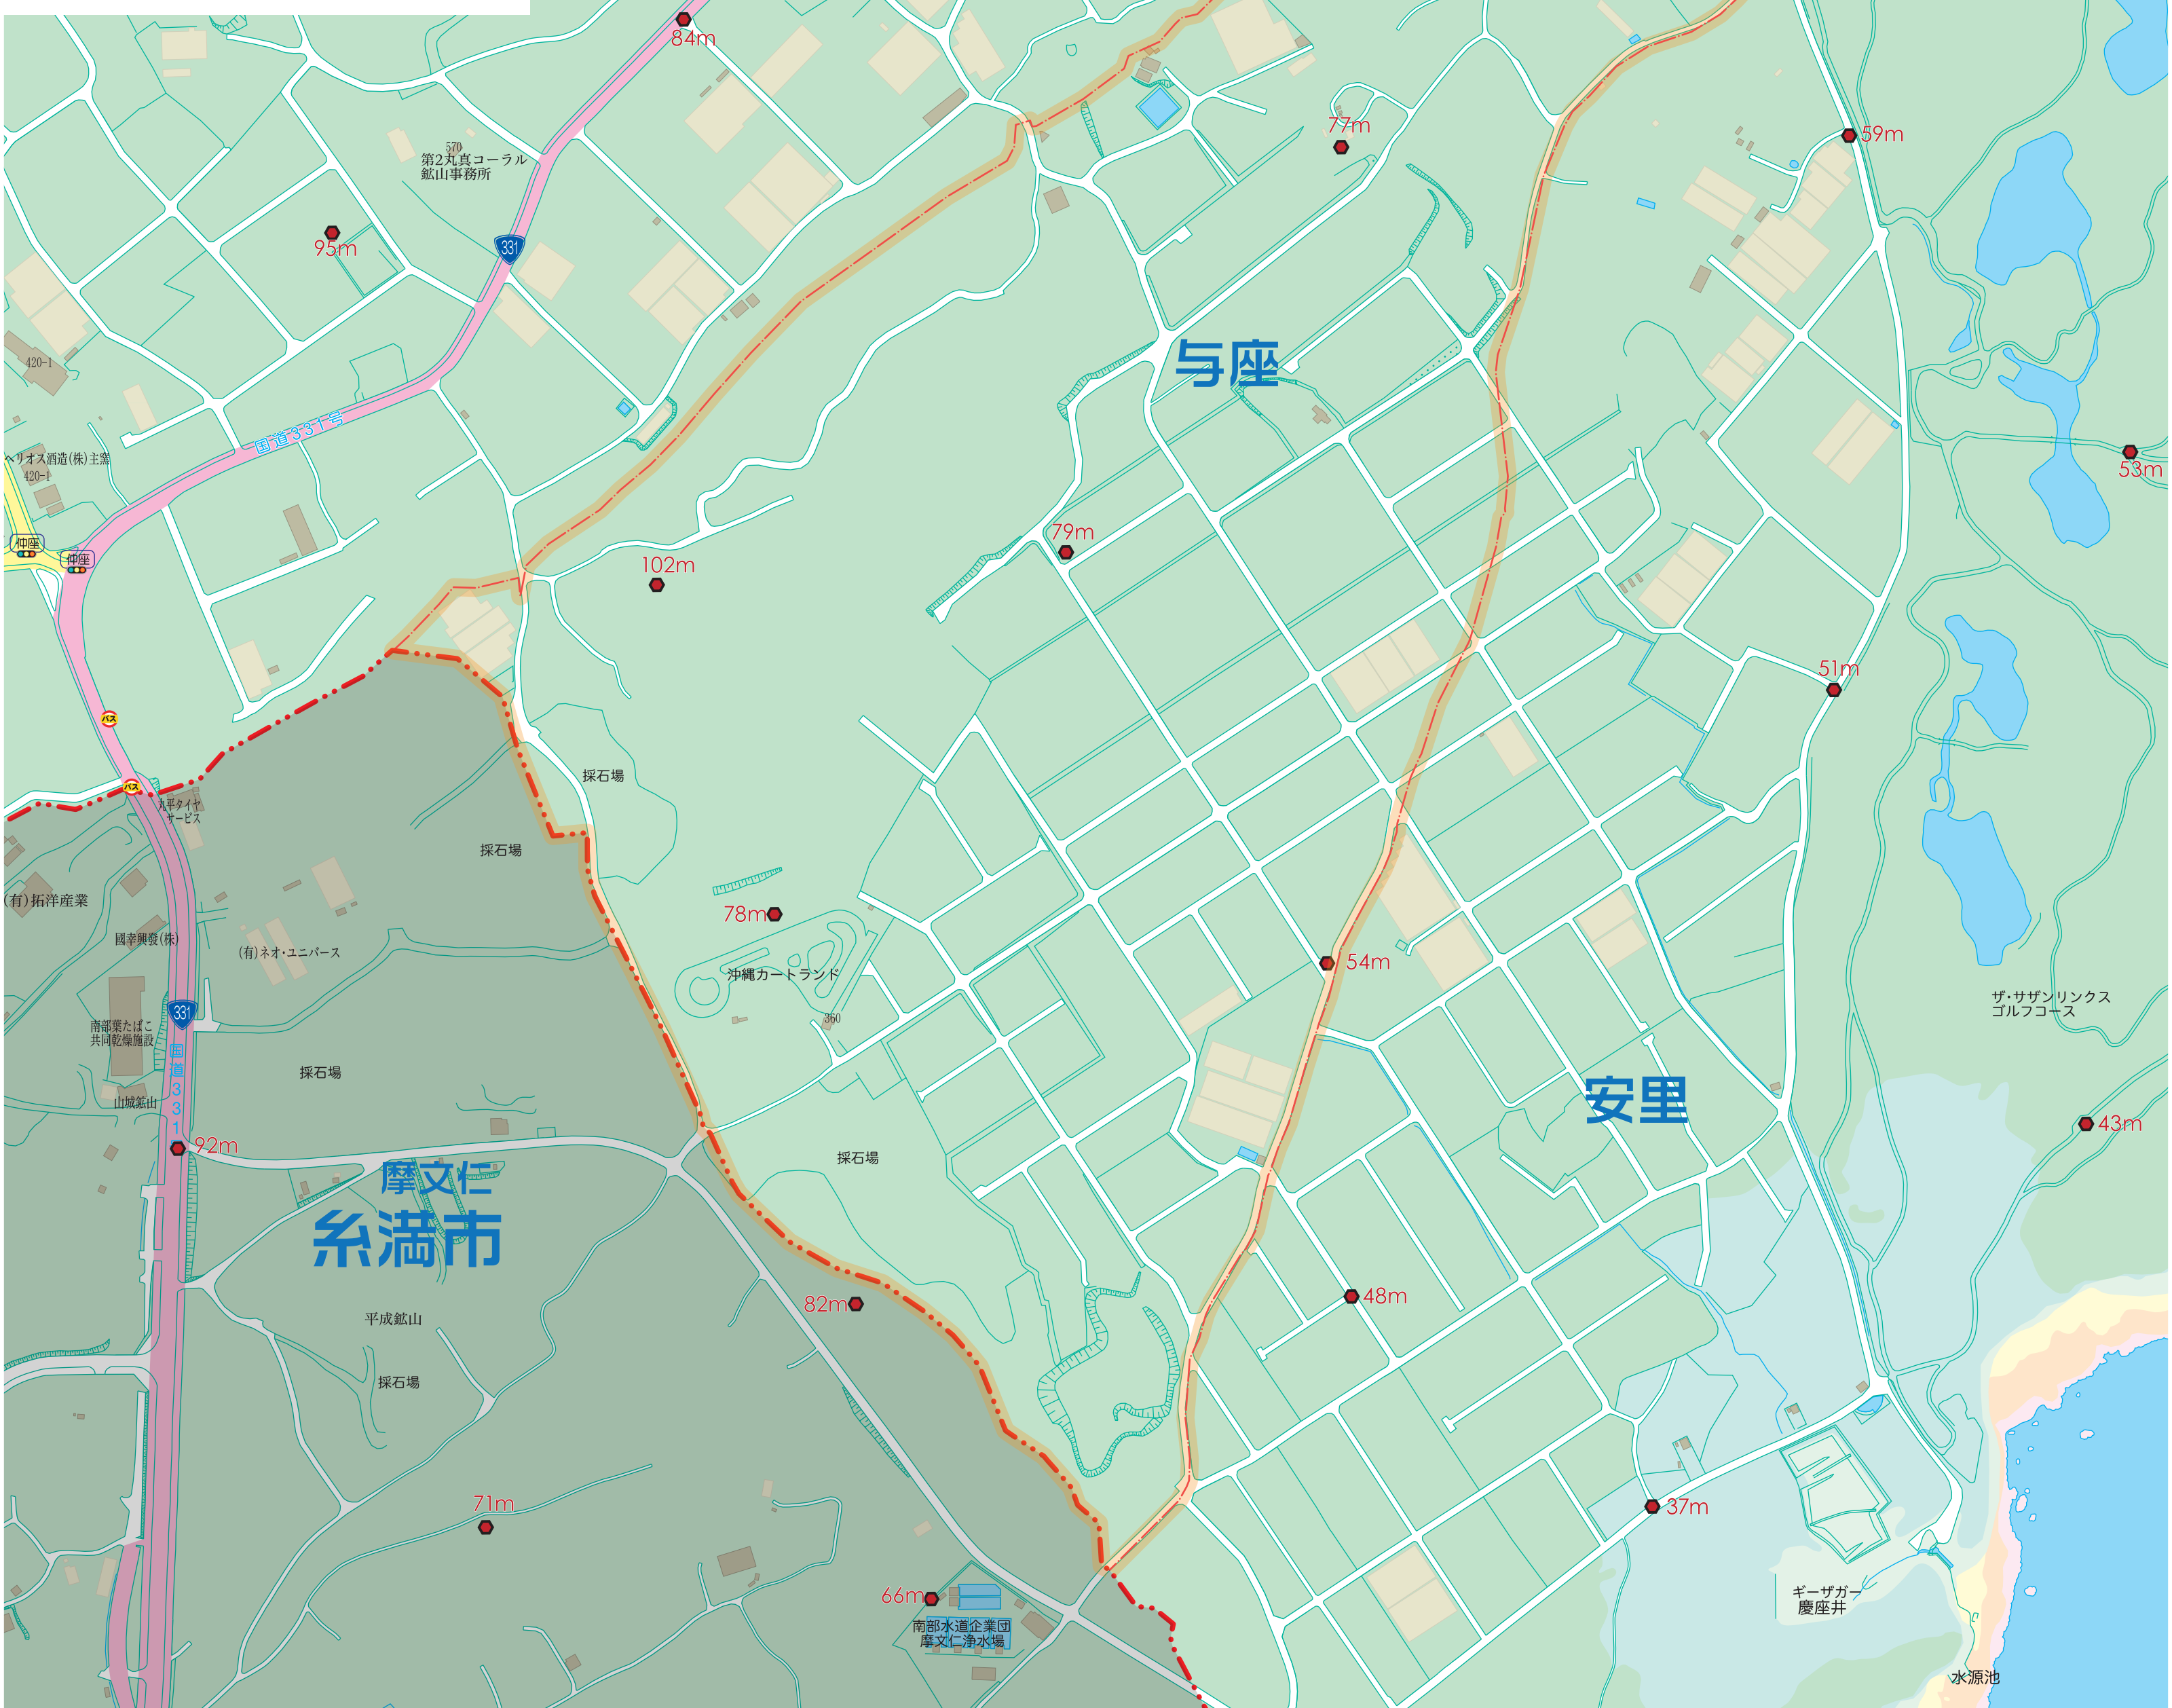 84m
77m
59m
570
第2丸真コーラル
鉱山事務所
95m
331
420-1
与座
国道331号
ヘリオス酒造(株)主窯
420-1
53m
仲座
仲座
79m
102m
51m
バス
採石場
バス
丸平タイヤ
サービス
採石場
(有)拓洋産業
78m
國幸興發(株)
(有)ネオ・ユニバース
54m
沖縄カートランド
ザ・サザンリンクス
ゴルフコース
331
360
南部葉たばこ
共同乾燥施設
国道331
採石場
安里
山城鉱山
43m
92m
採石場
摩文仁
糸満市
82m
48m
平成鉱山
採石場
71m
37m
66m
ギーザガー
慶座井
南部水道企業団
摩文仁浄水場
水源池